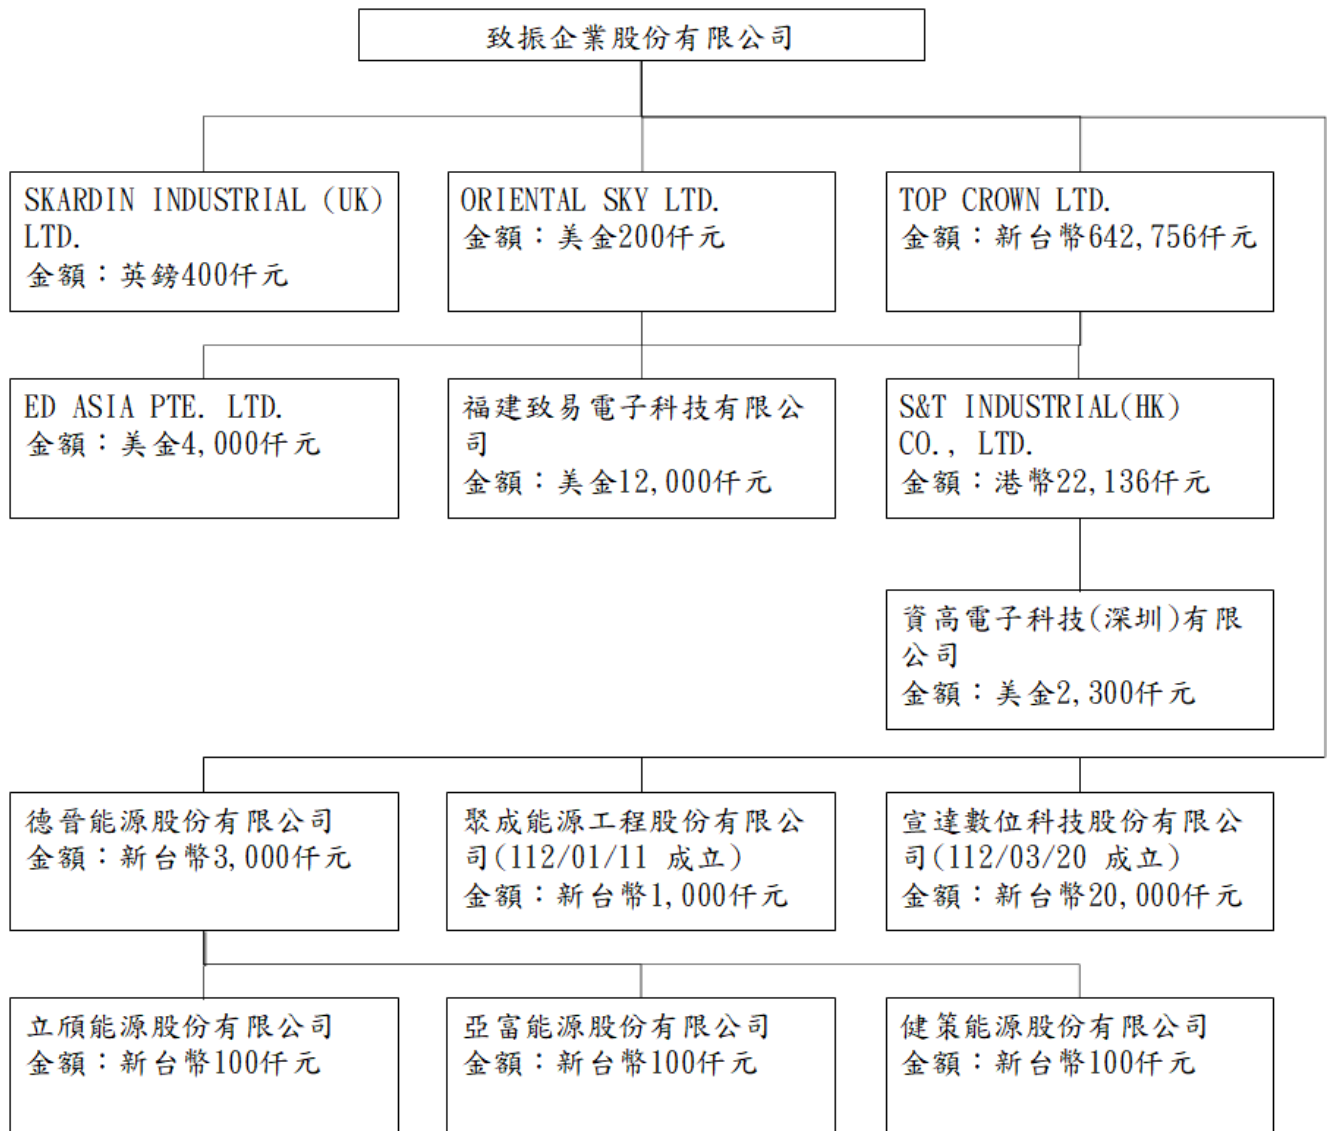 致振企業股份有限公司
SKARDIN INDUSTRIAL (UK)
LTD.
金額：英鎊400仟元
ORIENTAL SKY LTD.
金額：美金200仟元
TOP CROWN LTD.
金額：新台幣642,756仟元
ED ASIA PTE. LTD.
金額：美金4,000仟元
福建致易電子科技有限公
司
金額：美金12,000仟元
S&T INDUSTRIAL(HK)
CO., LTD.
金額：港幣22,136仟元
資高電子科技(深圳)有限
公司
金額：美金2,300仟元
德晉能源股份有限公司
金額：新台幣3,000仟元
聚成能源工程股份有限公
司(112/01/11 成立)
金額：新台幣1,000仟元
宣達數位科技股份有限公
司(112/03/20 成立)
金額：新台幣20,000仟元
立頎能源股份有限公司
金額：新台幣100仟元
亞富能源股份有限公司
金額：新台幣100仟元
健策能源股份有限公司
金額：新台幣100仟元